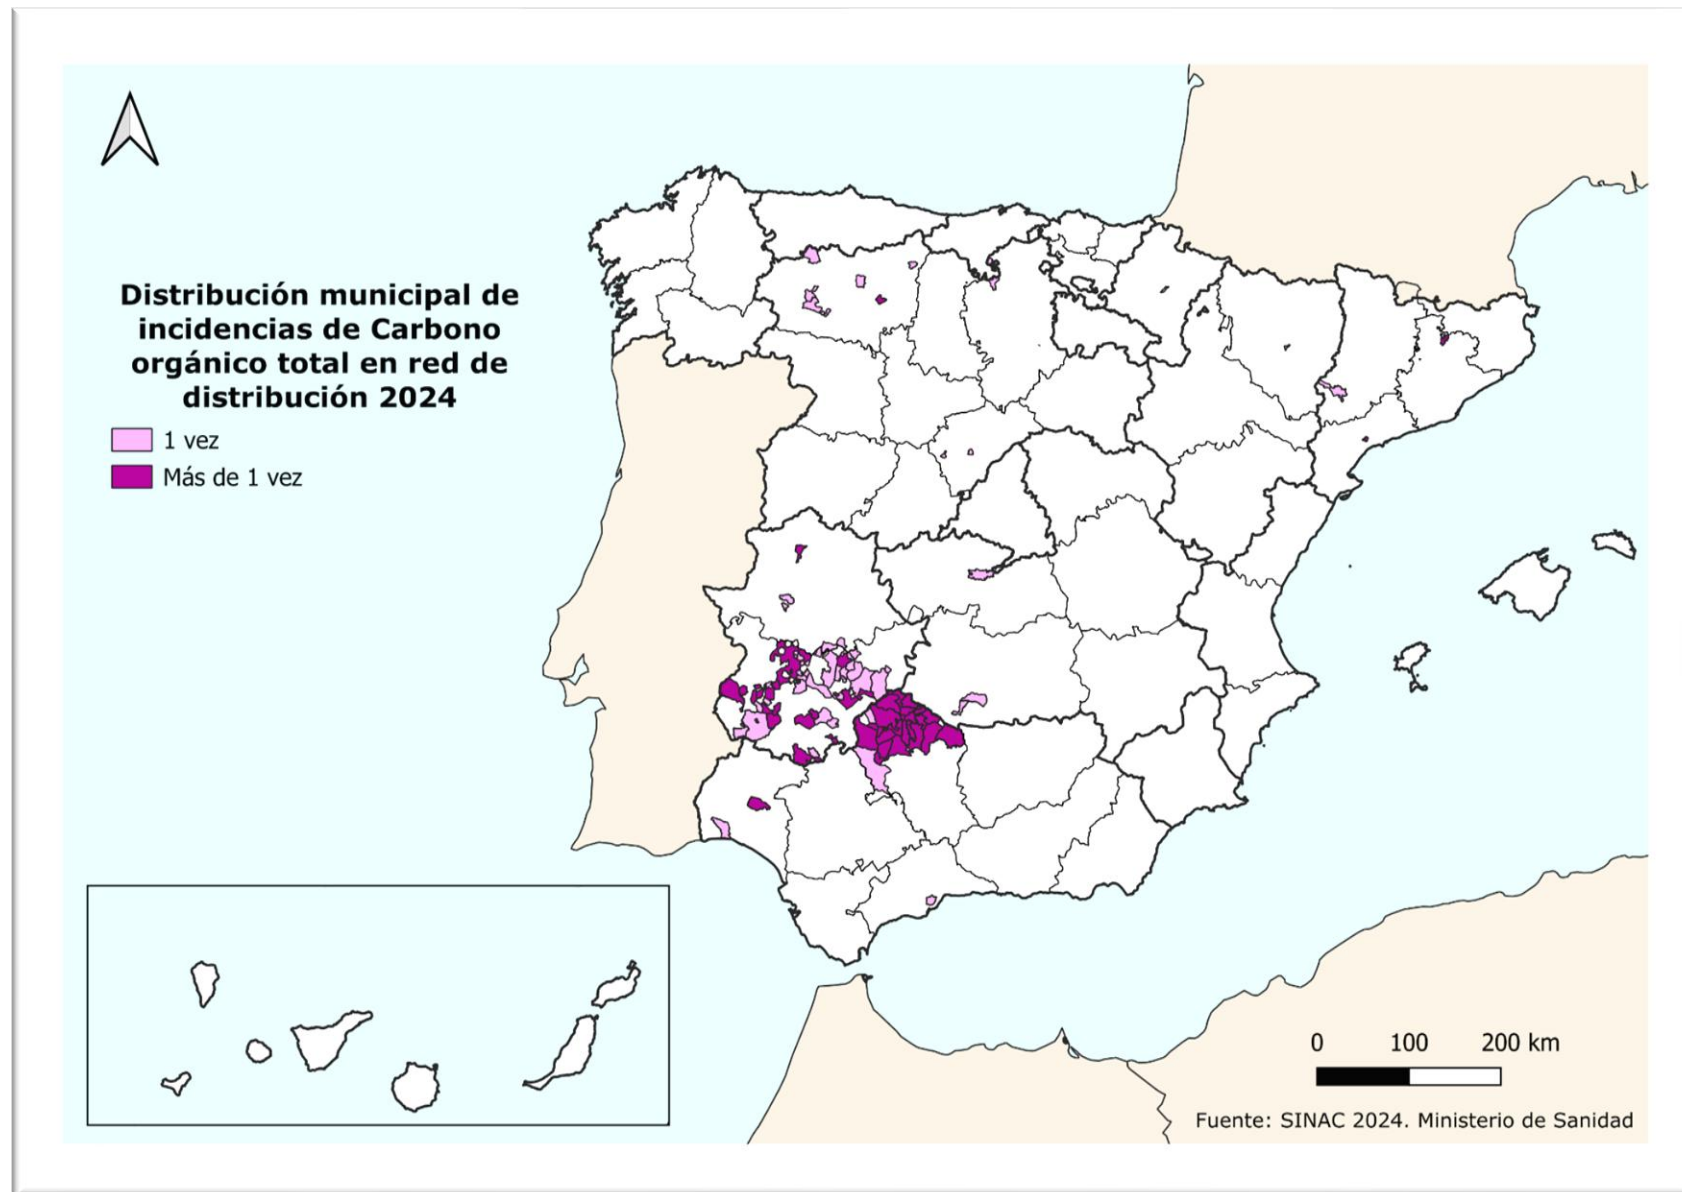 Distribución municipal de
incidencias de Carbono
orgánico total en red de
distribución 2024
1 vez
Más de 1 vez
0 100 200 km
Fuente: SINAC 2024. Ministerio de Sanidad